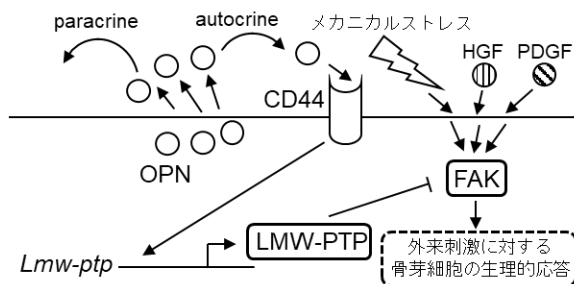 paracrine
autocrine
メカニカルストレス
HGF
PDGF
CD44
OPN
FAK
LMW-PTP
Lmw-ptp
外来刺激に対する
骨芽細胞の生理的応答